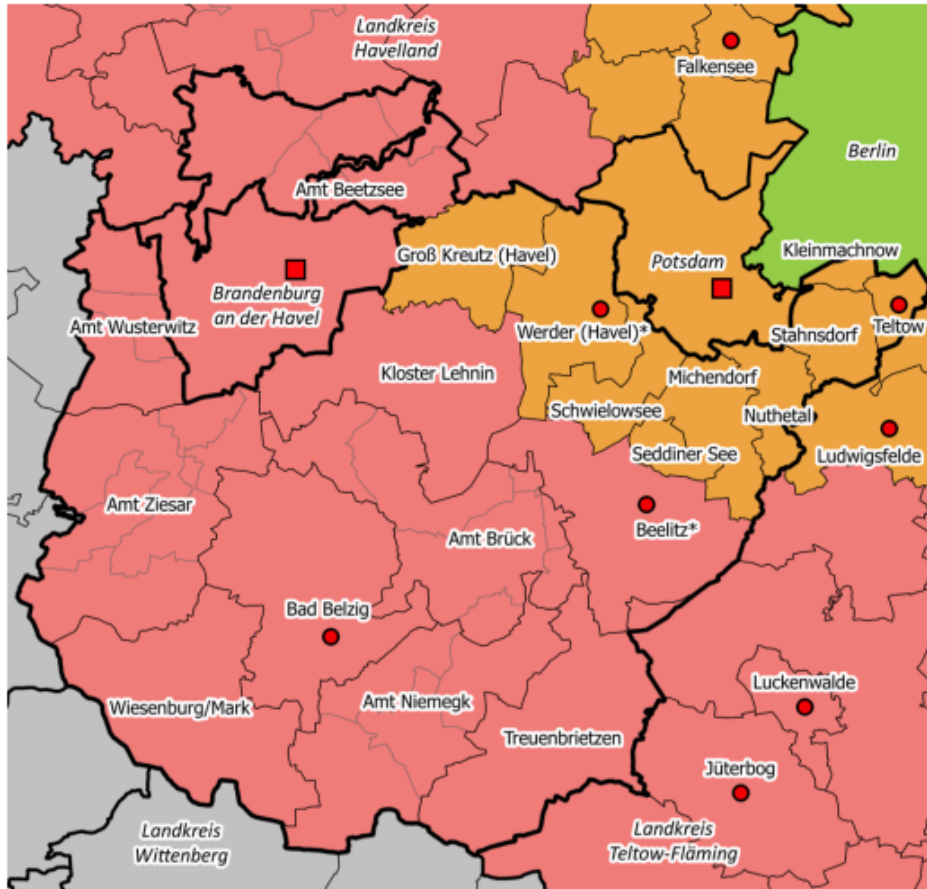 Landkreis
Havelland
Falkensee
Berlin
Amt Beetzsee
Groß Kreutz (Havel)
Kleinmachnow
Potsdam
Brandenburg
an der Havel
Amt Wusterwitz
Werder (Havel)*
Stahnsdorf
Teltow
Kloster Lehnin
Michendorf
Schwielowsee
Nuthetal
Seddiner See
Ludwigsfelde
Amt Ziesar
Beelitz*
Amt Brück
Bad Belzig
Luckenwalde
Wiesenburg/Mark
Amt Niemegk
Treuenbrietzen
Jüterbog
Landkreis
Wittenberg
Landkreis
Teltow-Fläming